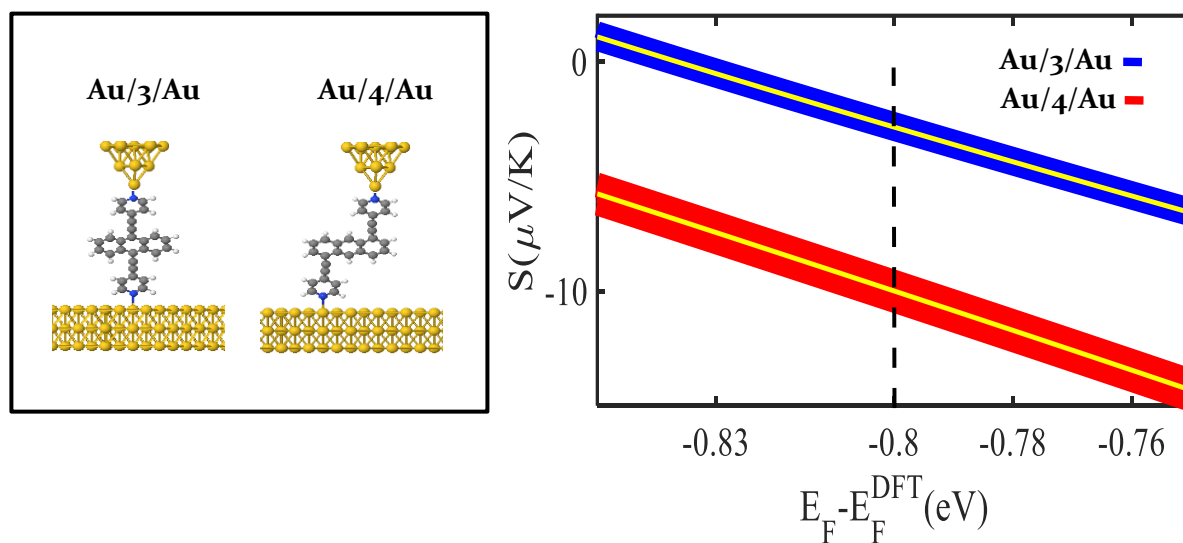 Au/3/Au
Au/4/Au
S(μV/K)
0
-10
Au/3/Au
Au/4/Au
-0.83
-0.8
-0.78
-0.76
E_F-E_F^DFT(eV)